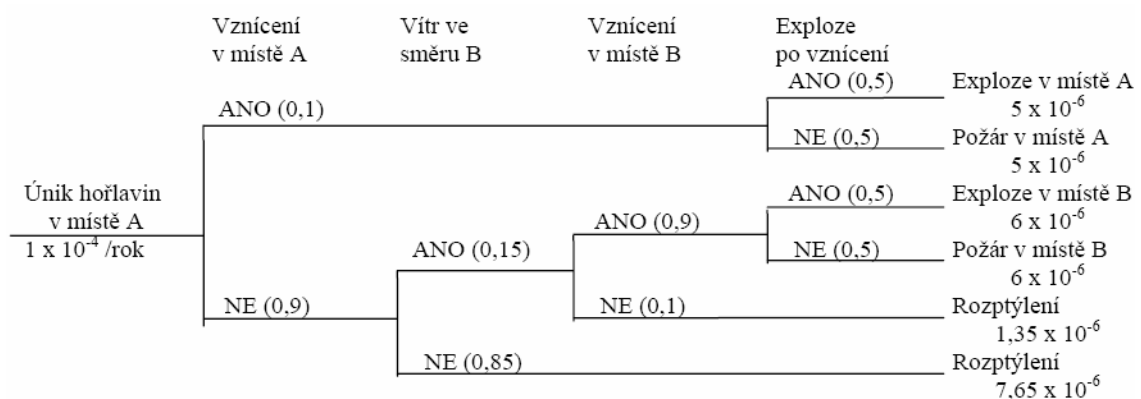 Vznícení
v místě A
Vítr ve
směru B
Vznícení
v místě B
Exploze
po vznícení
ANO (0,1)
ANO (0,5)
Exploze v místě A
5 x 10⁻⁶
NE (0,5)
Požár v místě A
5 x 10⁻⁶
Únik hořlavin
v místě A
1 x 10⁻⁴ /rok
ANO (0,5)
Exploze v místě B
6 x 10⁻⁶
ANO (0,9)
ANO (0,15)
NE (0,5)
Požár v místě B
6 x 10⁻⁶
NE (0,9)
NE (0,1)
Rozptýlení
1,35 x 10⁻⁶
NE (0,85)
Rozptýlení
7,65 x 10⁻⁶